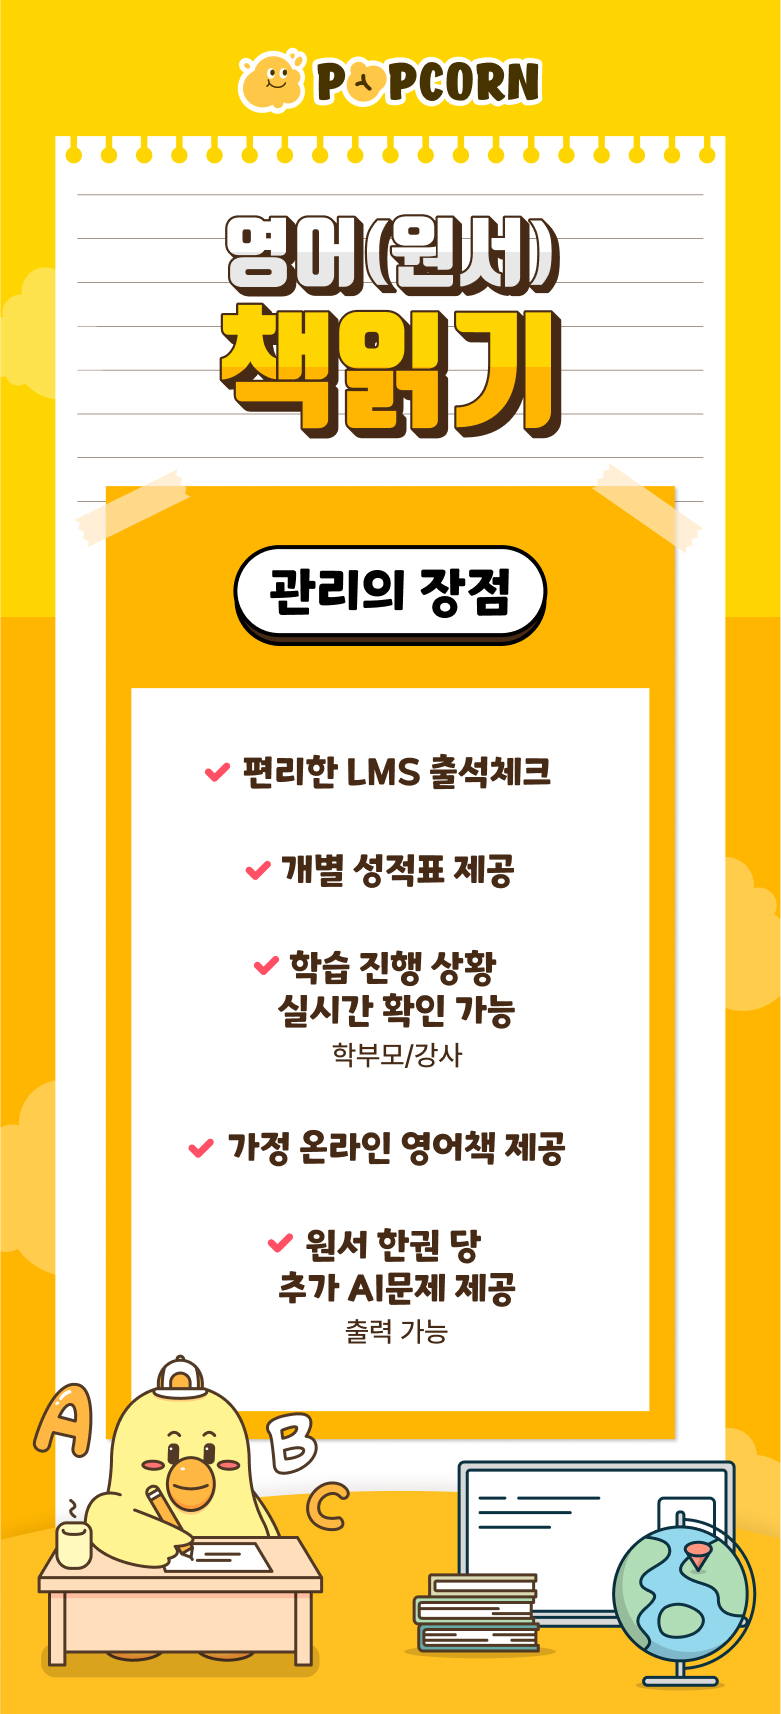 POPCORN
영어(원서)
책읽기
관리의 장점
편리한 LMS 출석체크
개별 성적표 제공
학습 진행 상황
실시간 확인 가능
학부모/강사
가정 온라인 영어책 제공
원서 한권 당
추가 AI문제 제공
출력 가능
A
B
C